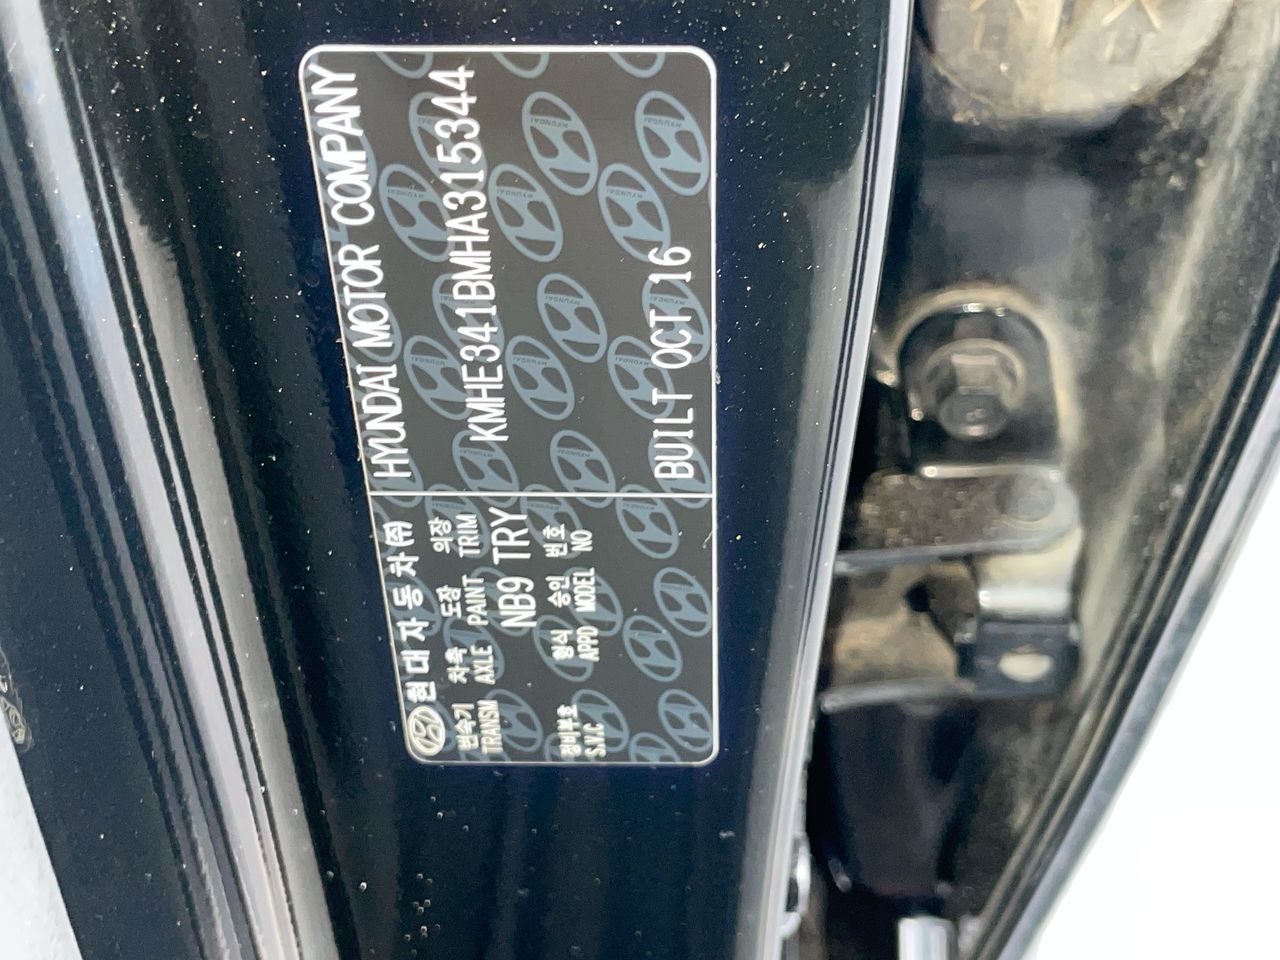 현대자동차(주) HYUNDAI MOTOR COMPANY
변속기 차축 도장 의장
TRANSM AXLE PAINT TRIM KMHE341BMHA315344
NB9 TRY
정비부호 형식 승인 번호
S.V.C APPD MODEL NO
BUILT OCT 16